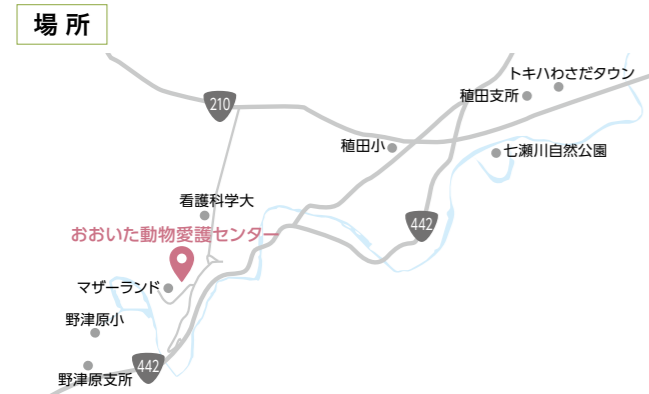 場所
トキハわさだタウン
稙田支所
210
稙田小
七瀬川自然公園
看護科学大
442
おおいた動物愛護センター
マザーランド
野津原小
442
野津原支所